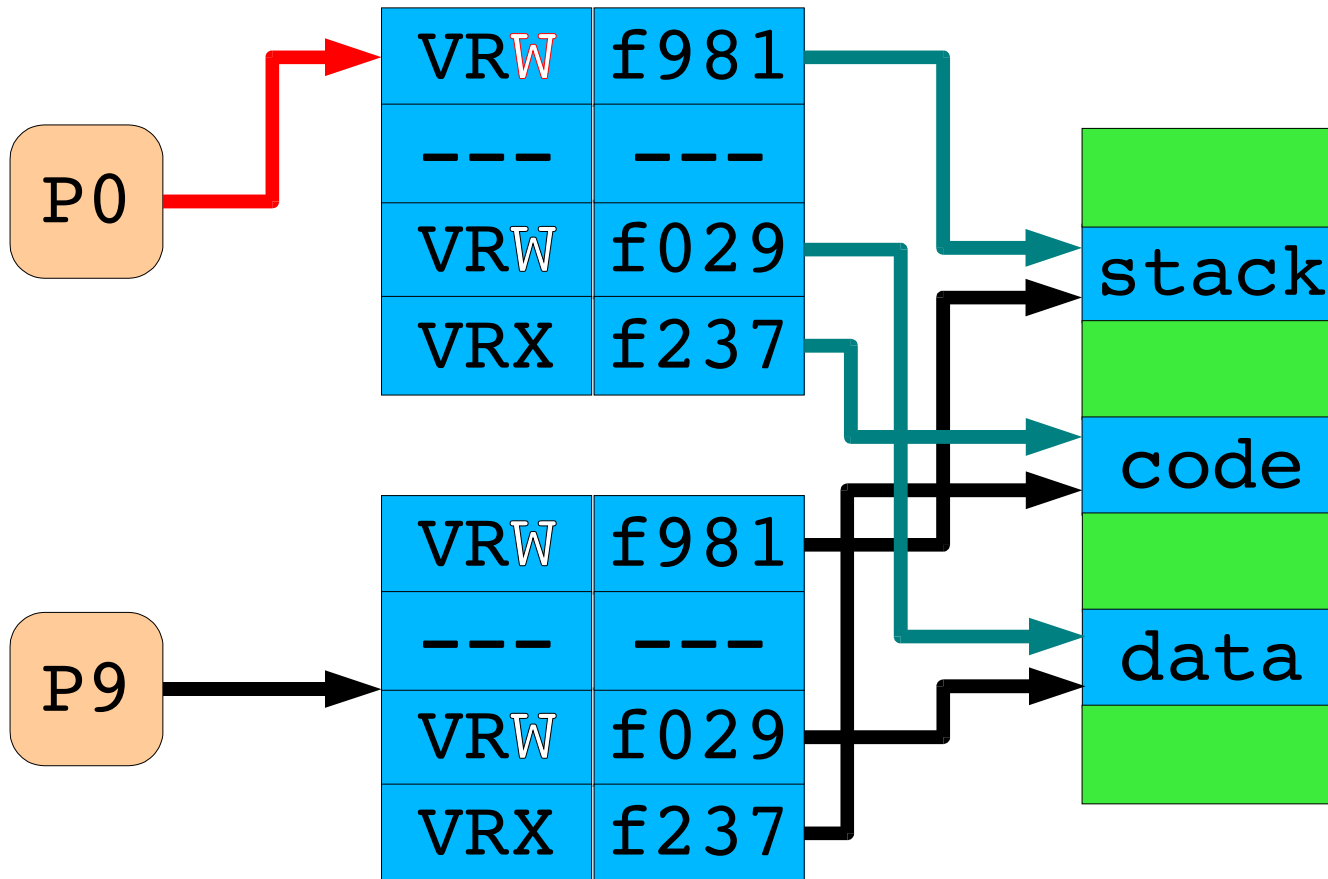 P0
VRW f981
--- ---
VRW f029
VRX f237
P9
VRW f981
--- ---
VRW f029
VRX f237
stack
code
data